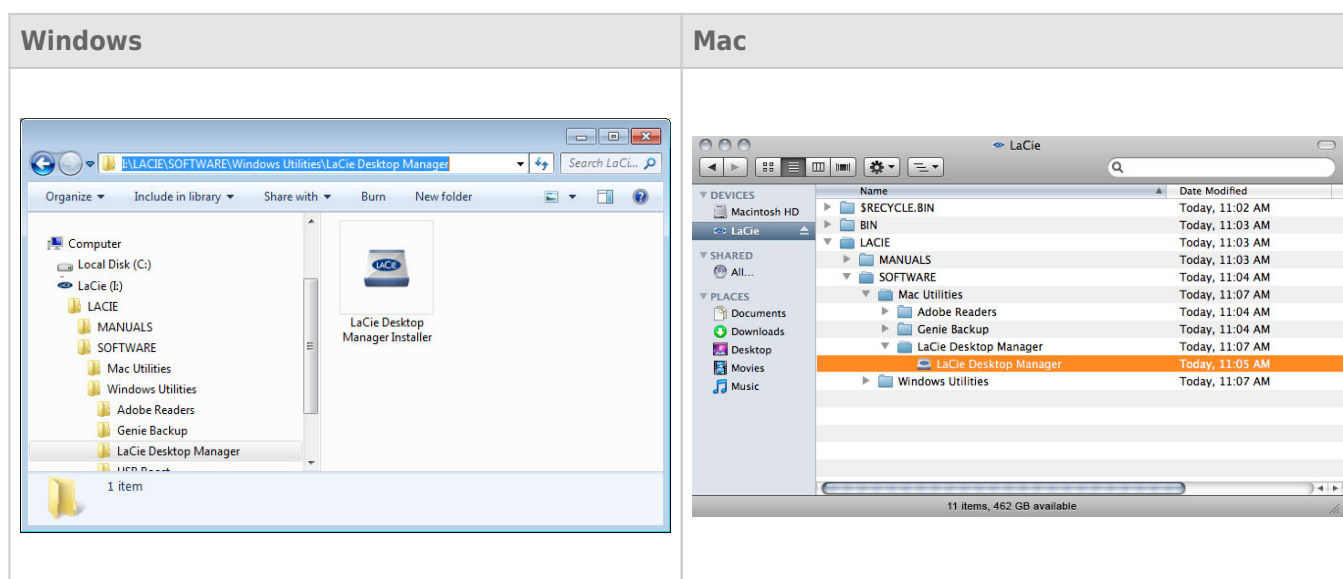 Windows
Mac
I:\LACIE\SOFTWARE\Windows Utilities\LaCie Desktop Manager
Search LaCi...
Organize
Include in library
Share with
Burn
New folder
Computer
Local Disk (C:)
LaCie (I:)
LACIE
MANUALS
SOFTWARE
Mac Utilities
Windows Utilities
Adobe Readers
Genie Backup
LaCie Desktop Manager
USB Boost
LACIE
LaCie Desktop
Manager Installer
1 item
LaCie
DEVICES
Macintosh HD
LaCie
SHARED
All...
PLACES
Documents
Downloads
Desktop
Movies
Music
Name Date Modified
$RECYCLE.BIN Today, 11:02 AM
BIN Today, 11:03 AM
LACIE Today, 11:03 AM
MANUALS Today, 11:03 AM
SOFTWARE Today, 11:04 AM
Mac Utilities Today, 11:07 AM
Adobe Readers Today, 11:04 AM
Genie Backup Today, 11:04 AM
LaCie Desktop Manager Today, 11:07 AM
LaCie Desktop Manager Today, 11:05 AM
Windows Utilities Today, 11:07 AM
11 items, 462 GB available